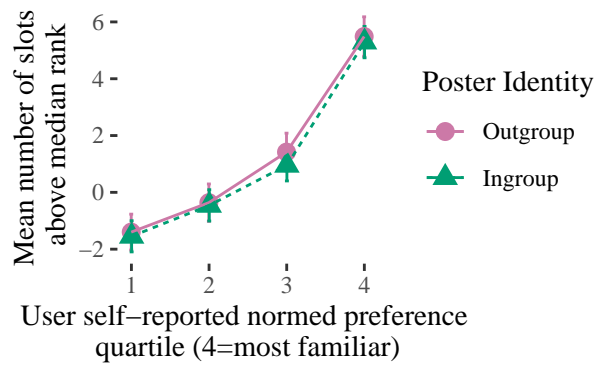 Mean number of slots
above median rank
6
4
2
0
−2
1 2 3 4
User self−reported normed preference
quartile (4=most familiar)
Poster Identity
Outgroup
Ingroup